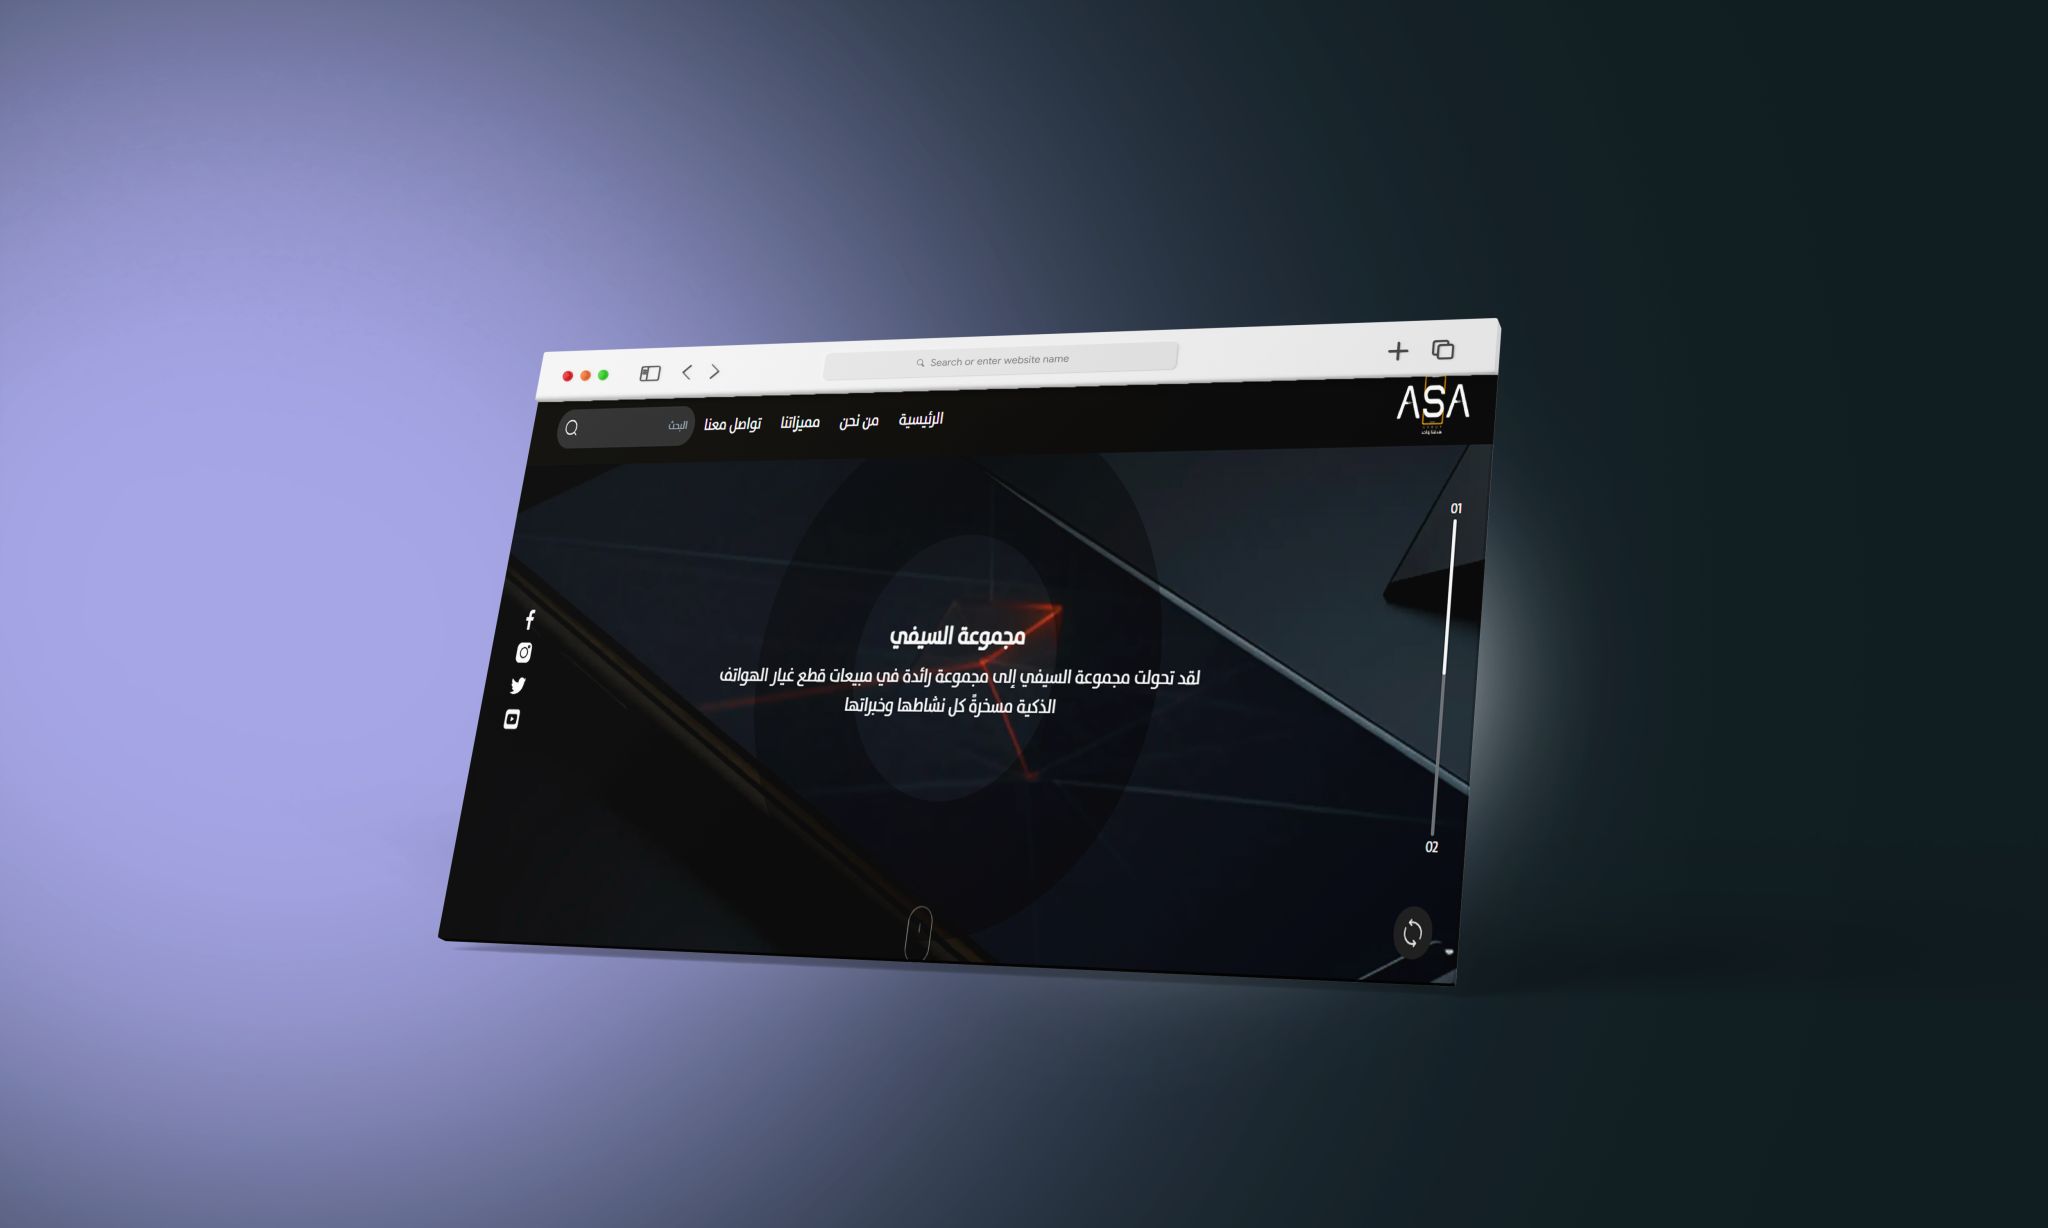 Search or enter website name
ASA
الرئيسية
من نحن
مميزاتنا
تواصل معنا
البحث
01
مجموعة السيفي
لقد تحولت مجموعة السيفي إلى مجموعة رائدة في مبيعات قطع غيار الهواتف
الذكية مسخرةً كل نشاطها وخبراتها
02